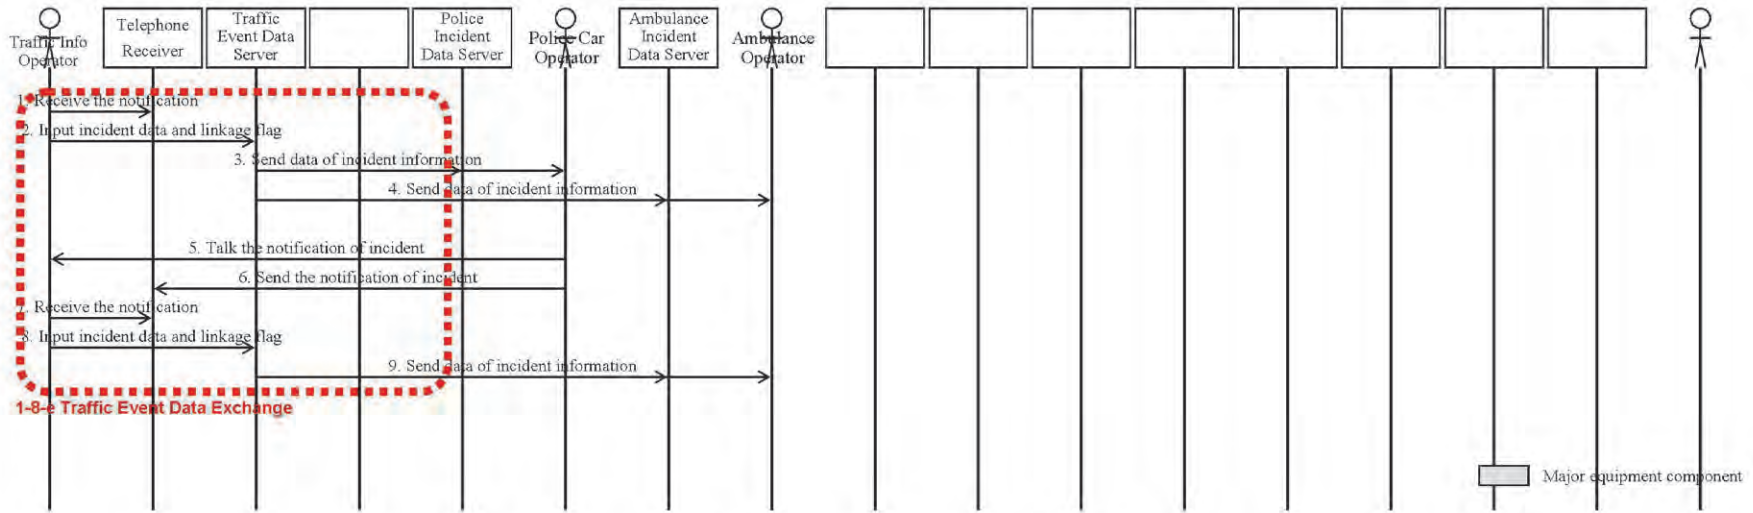 Traffic Info
Operator
Telephone
Receiver
Traffic
Event Data
Server
Police
Incident
Data Server
Police Car
Operator
Ambulance
Incident
Data Server
Ambulance
Operator
1. Receive the notification
2. Input incident data and linkage flag
3. Send data of incident information
4. Send data of incident information
5. Talk the notification of incident
6. Send the notification of incident
7. Receive the notification
8. Input incident data and linkage flag
9. Send data of incident information
1-8-e Traffic Event Data Exchange
Major equipment component